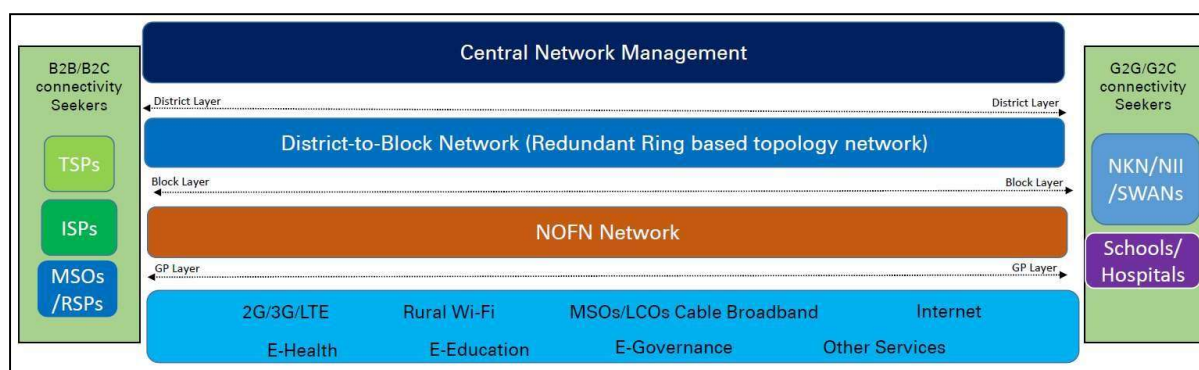 B2B/B2C
connectivity
Seekers
TSPs
ISPs
MSOs
/RSPs
Central Network Management
District Layer
District Layer
District-to-Block Network (Redundant Ring based topology network)
Block Layer
Block Layer
NOFN Network
GP Layer
GP Layer
2G/3G/LTE Rural Wi-Fi MSOs/LCOs Cable Broadband Internet
E-Health E-Education E-Governance Other Services
G2G/G2C
connectivity
Seekers
NKN/NII
/SWANs
Schools/
Hospitals